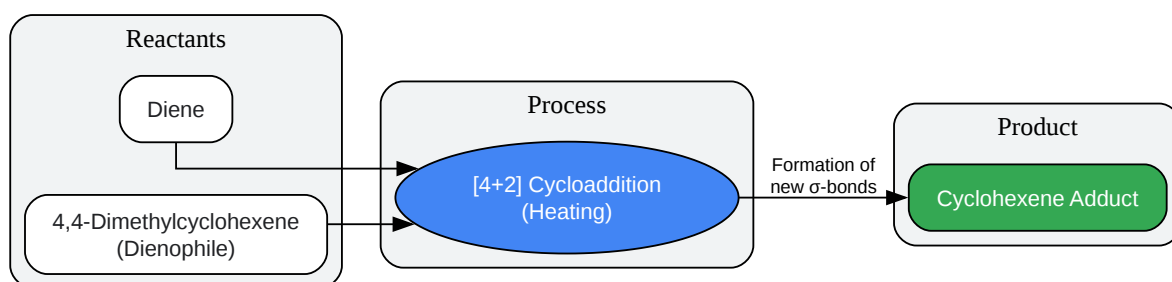 Reactants
Diene
4,4-Dimethylcyclohexene
(Dienophile)
Process
[4+2] Cycloaddition
(Heating)
Formation of
new σ-bonds
Product
Cyclohexene Adduct